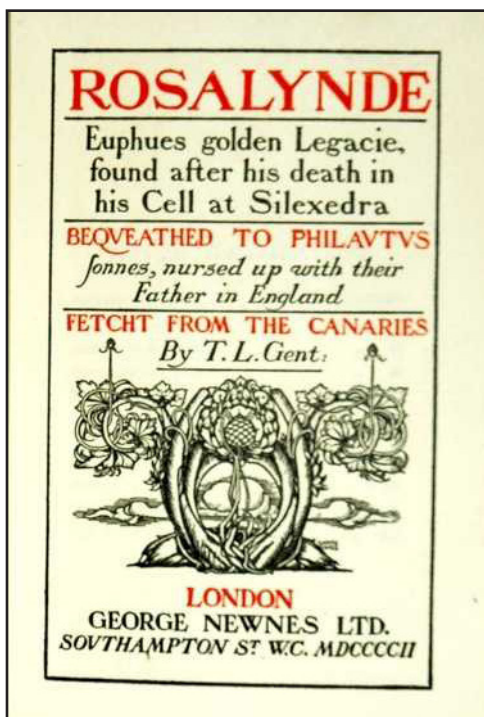 ROSALYNDE
Euphues golden Legacie,
found after his death in
his Cell at Silexedra
BEQVEATHED TO PHILAVTVS
ſonnes, nursed up with their
Father in England
FETCHT FROM THE CANARIES
By T. L. Gent:
LONDON
GEORGE NEWNES LTD.
SOVTHAMPTON ST. W.C. MDCCCCII